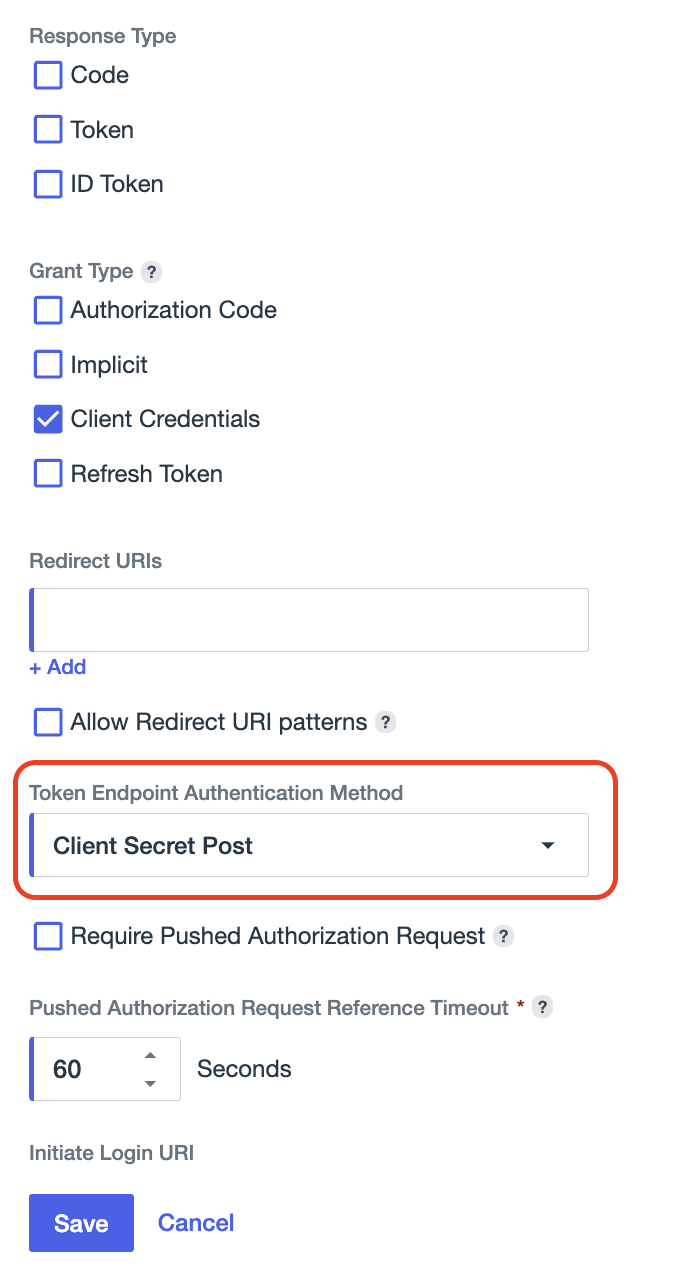 Response Type
Code
Token
ID Token
Grant Type ?
Authorization Code
Implicit
Client Credentials
Refresh Token
Redirect URIs
+ Add
Allow Redirect URI patterns ?
Token Endpoint Authentication Method
Client Secret Post
Require Pushed Authorization Request ?
Pushed Authorization Request Reference Timeout * ?
60 Seconds
Initiate Login URI
Save Cancel